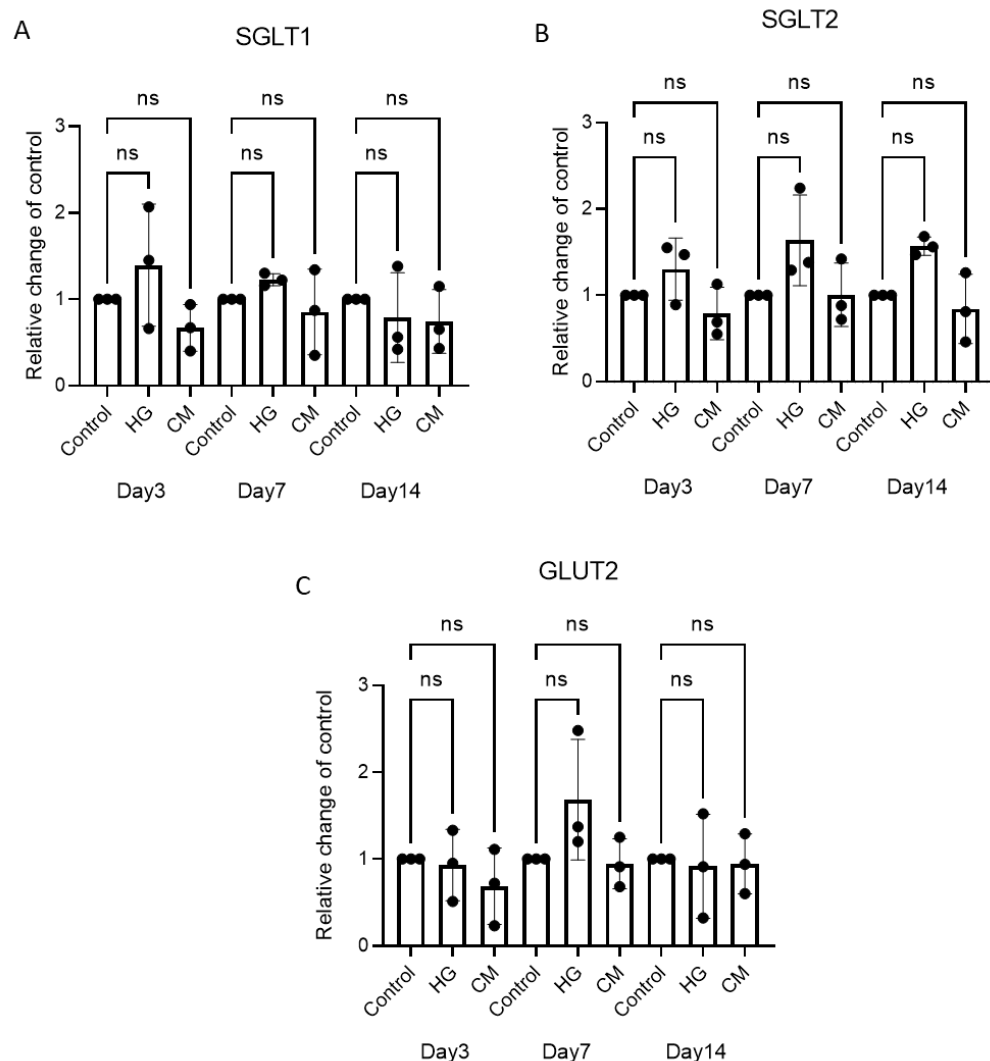 A
SGLT1
ns ns ns
ns ns ns
3
2
1
0
Relative change of control
Control HG CM Control HG CM Control HG CM
Day3 Day7 Day14
B
SGLT2
ns ns ns
ns ns ns
3
2
1
0
Relative change of control
Control HG CM Control HG CM Control HG CM
Day3 Day7 Day14
C
GLUT2
ns ns ns
ns ns ns
3
2
1
0
Relative change of control
Control HG CM Control HG CM Control HG CM
Day3 Day7 Day14